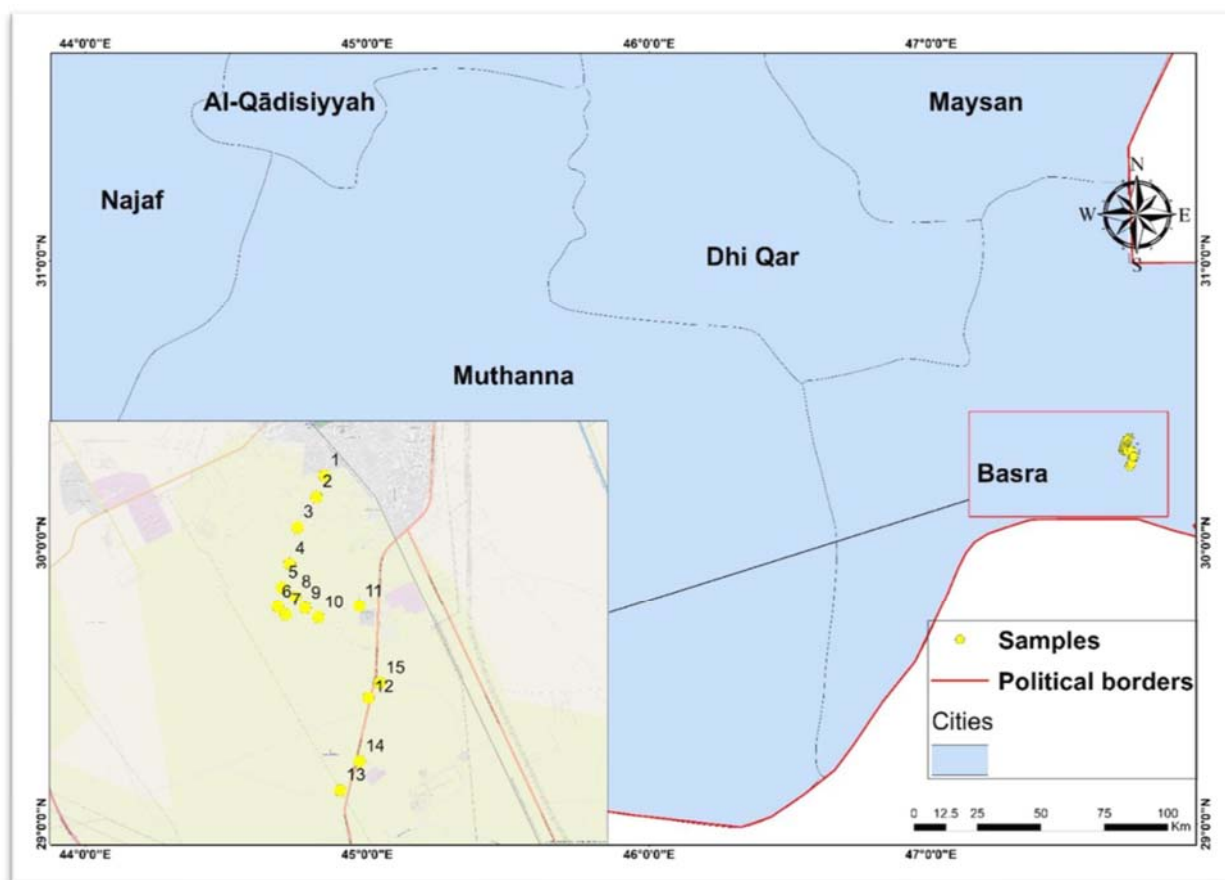 44°0'0"E 45°0'0"E 46°0'0"E 47°0'0"E
Al-Qādisiyyah
Maysan
N
Najaf
W E
Dhi Qar
S
31°0'0"N 31°0'0"N
Muthanna
1
2
Basra
3
30°0'0"N 30°0'0"N
4
5
8
6 7 9 10 11
Samples
15
12
Political borders
Cities
14
13
0 12.5 25 50 75 100
Km
29°0'0"N 29°0'0"N
44°0'0"E 45°0'0"E 46°0'0"E 47°0'0"E